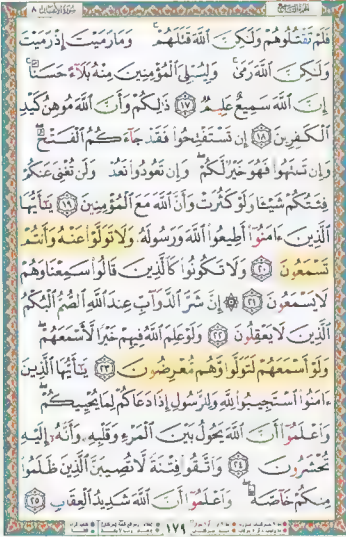 الجزء التاسع سورة الأنفال ٨
فَلَمْ تَقْتُلُوهُمْ وَلَٰكِنَّ ٱللَّهَ قَتَلَهُمْ ۚ وَمَا رَمَيْتَ إِذْ رَمَيْتَ
وَلَٰكِنَّ ٱللَّهَ رَمَىٰ ۚ وَلِيُبْلِيَ ٱلْمُؤْمِنِينَ مِنْهُ بَلَآءً حَسَنًا ۚ
إِنَّ ٱللَّهَ سَمِيعٌ عَلِيمٌ ١٧ ذَٰلِكُمْ وَأَنَّ ٱللَّهَ مُوهِنُ كَيْدِ
ٱلْكَٰفِرِينَ ١٨ إِن تَسْتَفْتِحُوا۟ فَقَدْ جَآءَكُمُ ٱلْفَتْحُ ۖ
وَإِن تَنتَهُوا۟ فَهُوَ خَيْرٌ لَّكُمْ ۖ وَإِن تَعُودُوا۟ نَعُدْ وَلَن تُغْنِيَ عَنكُمْ
فِئَتُكُمْ شَيْـًٔا وَلَوْ كَثُرَتْ وَأَنَّ ٱللَّهَ مَعَ ٱلْمُؤْمِنِينَ ١٩ يَٰٓأَيُّهَا
ٱلَّذِينَ ءَامَنُوٓا۟ أَطِيعُوا۟ ٱللَّهَ وَرَسُولَهُۥ وَلَا تَوَلَّوْا۟ عَنْهُ وَأَنتُمْ
تَسْمَعُونَ ٢٠ وَلَا تَكُونُوا۟ كَٱلَّذِينَ قَالُوا۟ سَمِعْنَا وَهُمْ
لَا يَسْمَعُونَ ٢١ ۞ إِنَّ شَرَّ ٱلدَّوَآبِّ عِندَ ٱللَّهِ ٱلصُّمُّ ٱلْبُكْمُ
ٱلَّذِينَ لَا يَعْقِلُونَ ٢٢ وَلَوْ عَلِمَ ٱللَّهُ فِيهِمْ خَيْرًا لَّأَسْمَعَهُمْ ۖ
وَلَوْ أَسْمَعَهُمْ لَتَوَلَّوا۟ وَّهُم مُّعْرِضُونَ ٢٣ يَٰٓأَيُّهَا ٱلَّذِينَ
ءَامَنُوا۟ ٱسْتَجِيبُوا۟ لِلَّهِ وَلِلرَّسُولِ إِذَا دَعَاكُمْ لِمَا يُحْيِيكُمْ ۖ
وَٱعْلَمُوٓا۟ أَنَّ ٱللَّهَ يَحُولُ بَيْنَ ٱلْمَرْءِ وَقَلْبِهِۦ وَأَنَّهُۥٓ إِلَيْهِ
تُحْشَرُونَ ٢٤ وَٱتَّقُوا۟ فِتْنَةً لَّا تُصِيبَنَّ ٱلَّذِينَ ظَلَمُوا۟
مِنكُمْ خَآصَّةً ۖ وَٱعْلَمُوٓا۟ أَنَّ ٱللَّهَ شَدِيدُ ٱلْعِقَابِ ٢٥
١٧٩